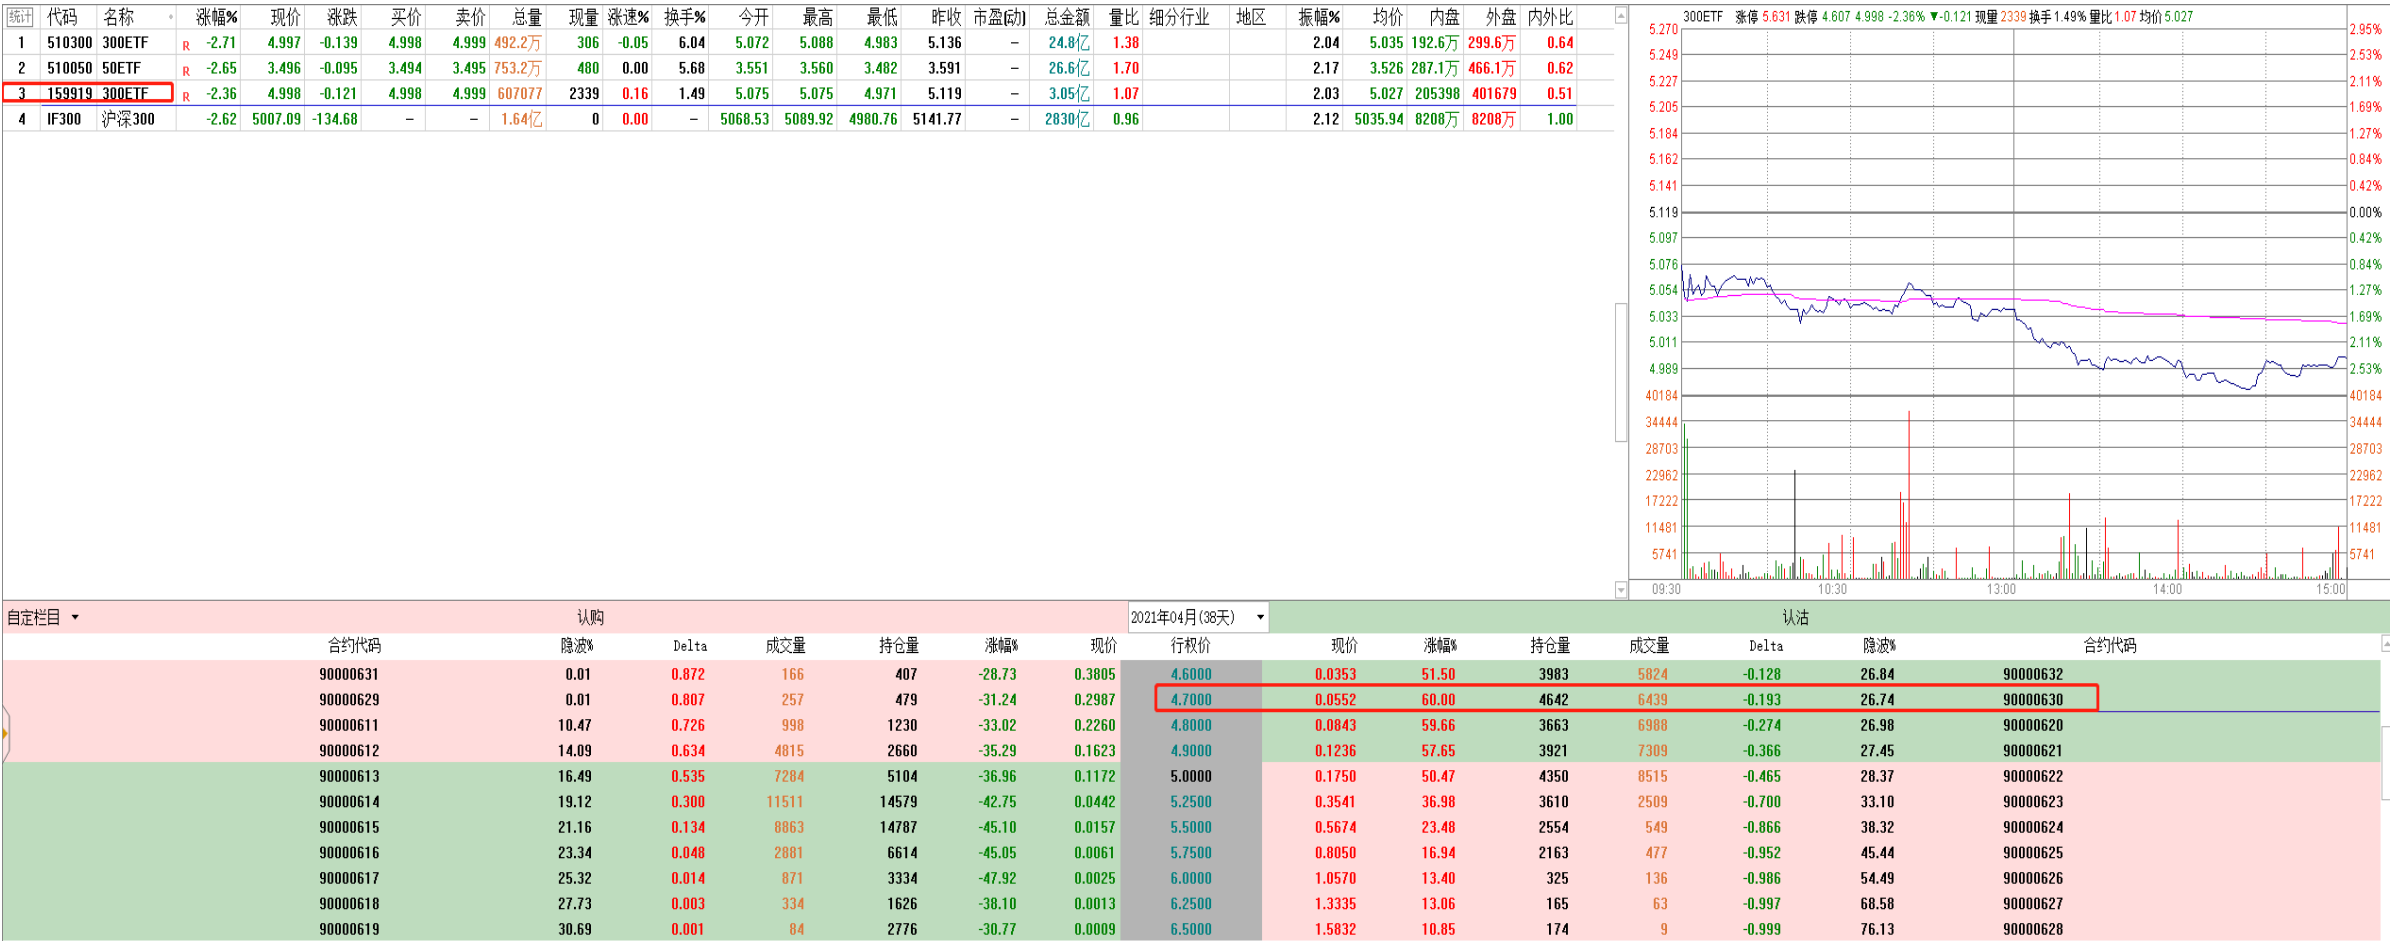 统计 代码 名称 涨幅% 现价 涨跌 买价 卖价 总量 现量 涨速% 换手% 今开 最高 最低 昨收 市盈(动) 总金额 量比 细分行业 地区 振幅% 均价 内盘 外盘 内外比
1 510300 300ETF R -2.71 4.997 -0.139 4.998 4.999 492.2万 306 -0.05 6.04 5.072 5.088 4.983 5.136 — 24.8亿 1.38 2.04 5.035 192.6万 299.6万 0.64
2 510050 50ETF R -2.65 3.496 -0.095 3.494 3.495 753.2万 480 0.00 5.68 3.551 3.560 3.482 3.591 — 26.6亿 1.70 2.17 3.526 287.1万 466.1万 0.62
3 159919 300ETF R -2.36 4.998 -0.121 4.998 4.999 607077 2339 0.16 1.49 5.075 5.075 4.971 5.119 — 3.05亿 1.07 2.03 5.027 205398 401679 0.51
4 IF300 沪深300 -2.62 5007.09 -134.68 — — 1.64亿 0 0.00 — 5068.53 5089.92 4980.76 5141.77 — 2830亿 0.96 2.12 5035.94 8208万 8208万 1.00
300ETF 涨停 5.631 跌停 4.607 4.998 -2.36% ▼-0.121 现量 2339 换手 1.49% 量比 1.07 均价 5.027
5.270 2.95%
5.249 2.53%
5.227 2.11%
5.205 1.69%
5.184 1.27%
5.162 0.84%
5.141 0.42%
5.119 0.00%
5.097 0.42%
5.076 0.84%
5.054 1.27%
5.033 1.69%
5.011 2.11%
4.989 2.53%
40184 40184
34444 34444
28703 28703
22962 22962
17222 17222
11481 11481
5741 5741
09:30 10:30 13:00 14:00 15:00
自定栏目 ▼ 认购 2021年04月(38天) ▼ 认沽
合约代码 隐波% Delta 成交量 持仓量 涨幅% 现价 行权价 现价 涨幅% 持仓量 成交量 Delta 隐波% 合约代码
90000631 0.01 0.872 166 407 -28.73 0.3805 4.6000 0.0353 51.50 3983 5824 -0.128 26.84 90000632
90000629 0.01 0.807 257 479 -31.24 0.2987 4.7000 0.0552 60.00 4642 6439 -0.193 26.74 90000630
90000611 10.47 0.726 998 1230 -33.02 0.2260 4.8000 0.0843 59.66 3663 6988 -0.274 26.98 90000620
90000612 14.09 0.634 4815 2660 -35.29 0.1623 4.9000 0.1236 57.65 3921 7309 -0.366 27.45 90000621
90000613 16.49 0.535 7284 5104 -36.96 0.1172 5.0000 0.1750 50.47 4350 8515 -0.465 28.37 90000622
90000614 19.12 0.300 11511 14579 -42.75 0.0442 5.2500 0.3541 36.98 3610 2509 -0.700 33.10 90000623
90000615 21.16 0.134 8863 14787 -45.10 0.0157 5.5000 0.5674 23.48 2554 549 -0.866 38.32 90000624
90000616 23.34 0.048 2881 6614 -45.05 0.0061 5.7500 0.8050 16.94 2163 477 -0.952 45.44 90000625
90000617 25.32 0.014 871 3334 -47.92 0.0025 6.0000 1.0570 13.40 325 136 -0.986 54.49 90000626
90000618 27.73 0.003 334 1626 -38.10 0.0013 6.2500 1.3335 13.06 165 63 -0.997 68.58 90000627
90000619 30.69 0.001 84 2776 -30.77 0.0009 6.5000 1.5832 10.85 174 9 -0.999 76.13 90000628